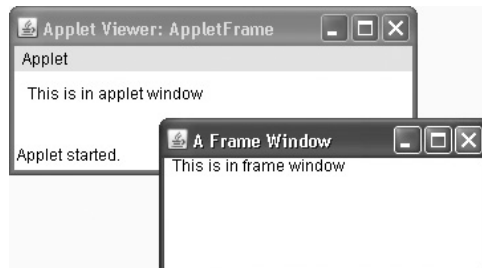 Applet Viewer: AppletFrame
Applet
This is in applet window
Applet started.
A Frame Window
This is in frame window